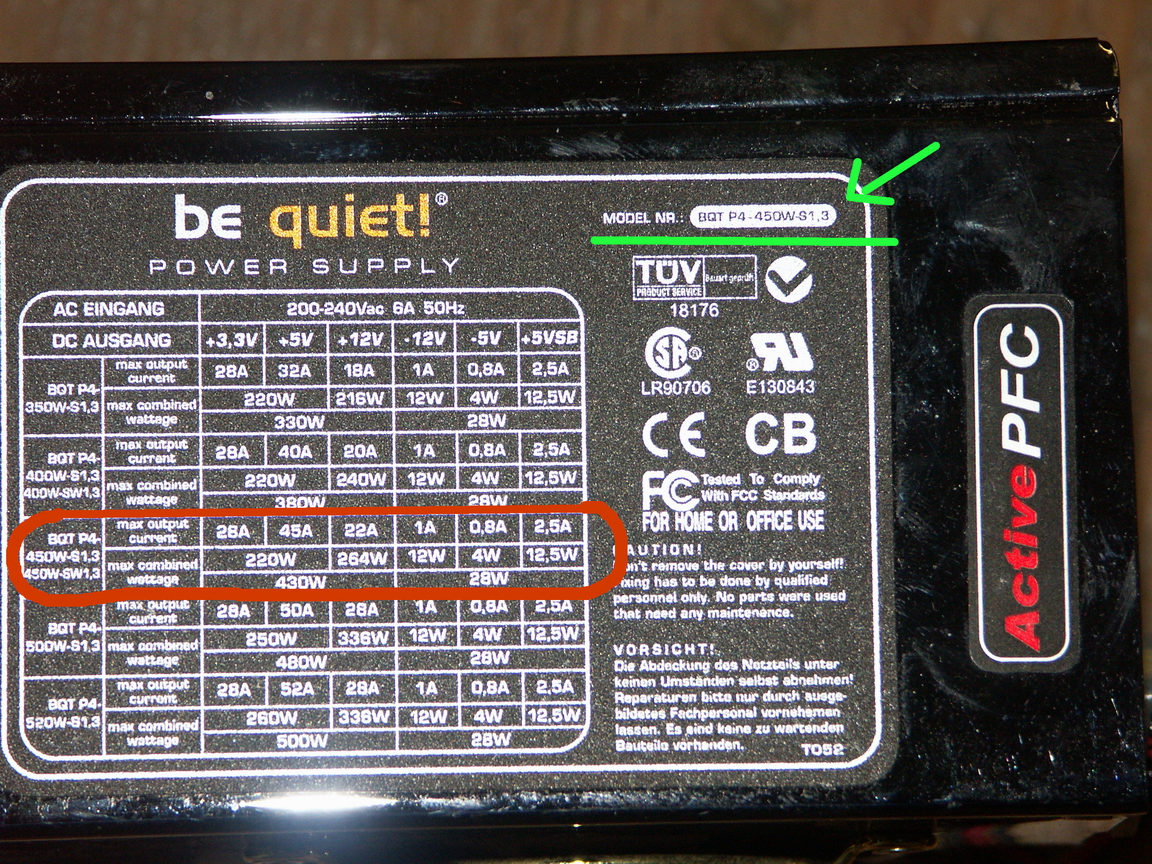 be quiet!®
POWER SUPPLY
MODEL NR.: BQT P4-450W-S1,3
AC EINGANG 200-240Vac 6A 50Hz
DC AUSGANG +3,3V +5V +12V -12V -5V +5VSB
BQT P4-
350W-S1,3
max output
current
28A 32A 18A 1A 0,8A 2,5A
max combined
wattage
220W 216W 12W 4W 12,5W
330W 28W
BQT P4-
400W-S1,3
400W-SW1,3
max output
current
28A 40A 20A 1A 0,8A 2,5A
max combined
wattage
220W 240W 12W 4W 12,5W
380W 28W
BQT P4-
450W-S1,3
450W-SW1,3
max output
current
28A 45A 22A 1A 0,8A 2,5A
max combined
wattage
220W 264W 12W 4W 12,5W
430W 28W
BQT P4-
500W-S1,3
max output
current
28A 50A 28A 1A 0,8A 2,5A
max combined
wattage
250W 336W 12W 4W 12,5W
480W 28W
BQT P4-
520W-S1,3
max output
current
28A 52A 28A 1A 0,8A 2,5A
max combined
wattage
260W 336W 12W 4W 12,5W
500W 28W
TÜV
PRODUCT SERVICE
Bauart geprüft
18176
SA®
LR90706
®RU
E130843
CE CB
FCC Tested To Comply
With FCC Standards
FOR HOME OR OFFICE USE
remove the cover by yourself!
has to be done by qualified
personnel only. No parts were used
that need any maintenance.
VORSICHT!
Die Abdeckung des Netzteils unter
keinen Umständen selbst abnehmen!
Reparaturen bitte nur durch ausge-
bildetes Fachpersonal vornehmen
lassen. Es sind keine zu wartenden
Bauteile vorhanden.
T052
Active PFC